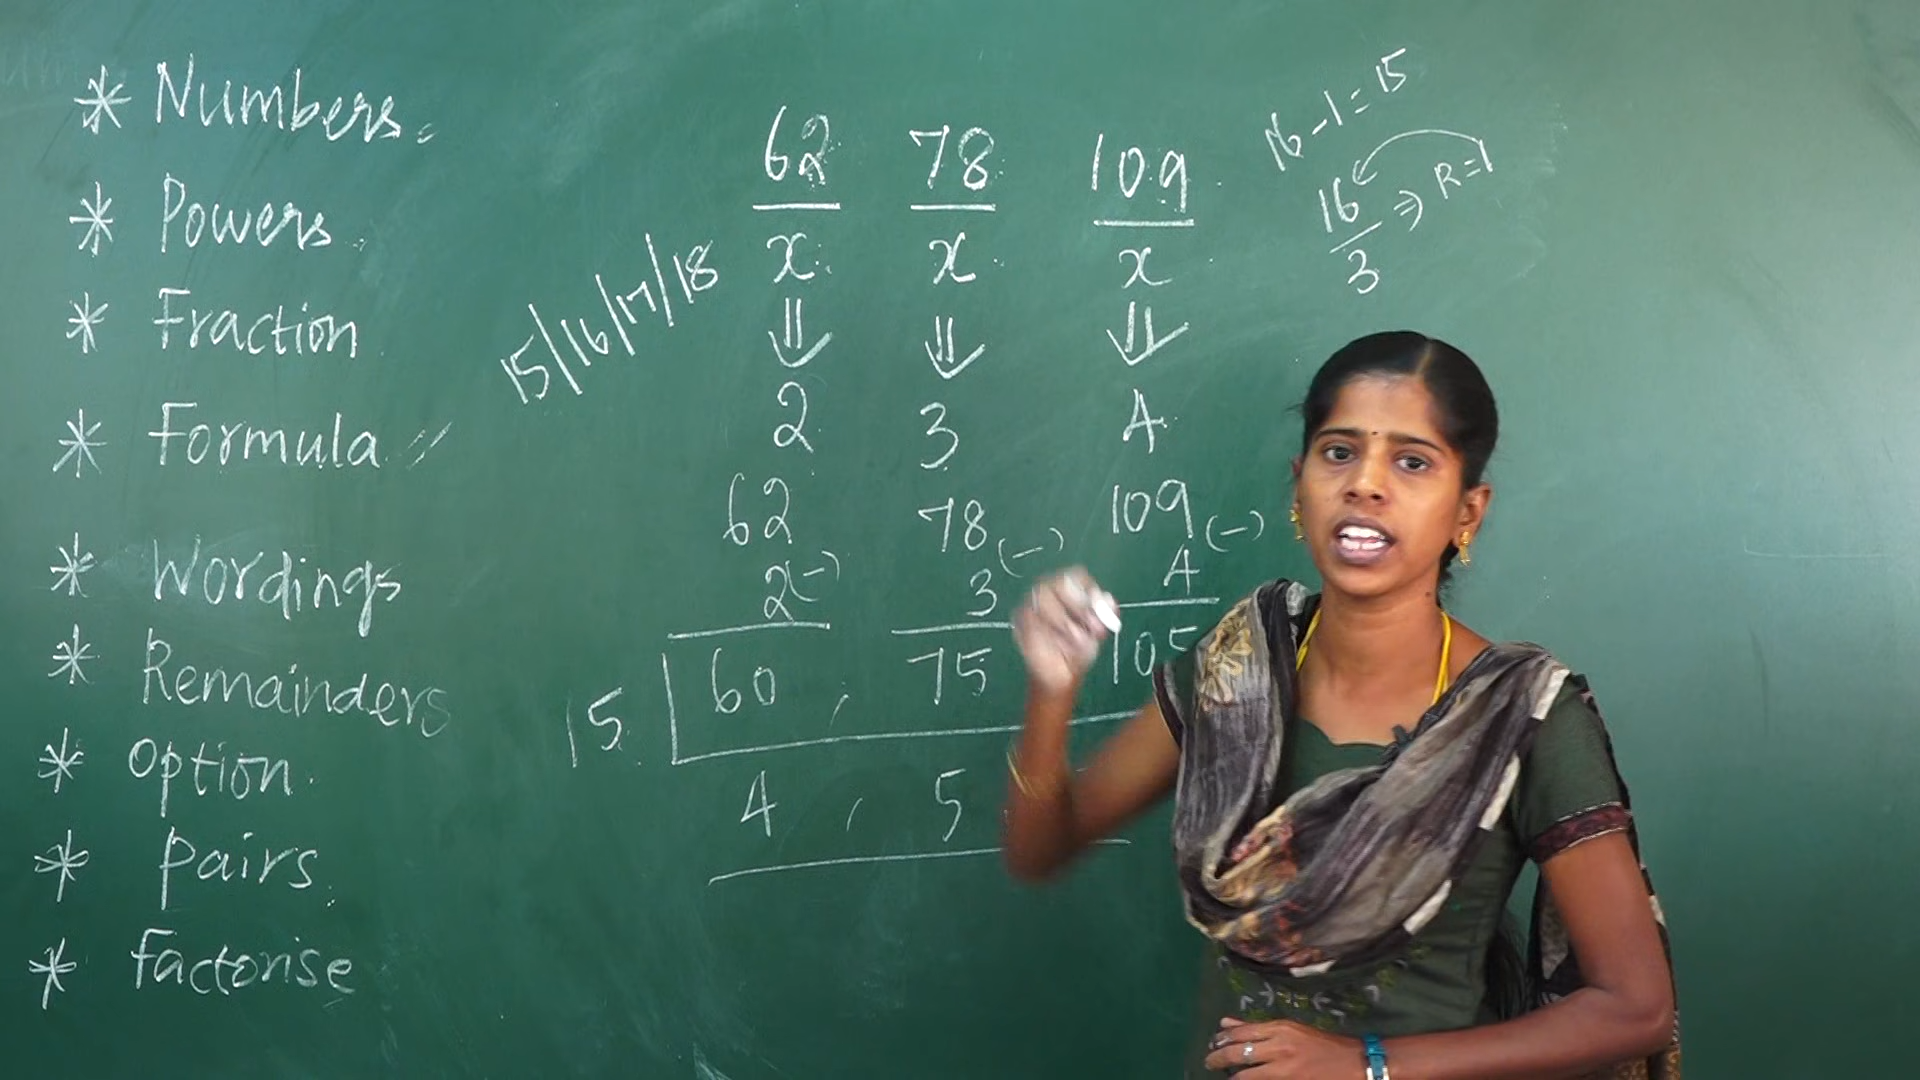 * Numbers.
* Powers.
* Fraction
* Formula
* Wordings
* Remainders
* Option.
* Pairs.
* Factorise
15/16/17/18
62 78 109
x x x
⇓ ⇓ ⇓
2 3 4
62 78 109
2(-) 3(-) 4(-)
15 60 , 75 105
4 , 5
16-1=15
16/3 ⇒ R=1